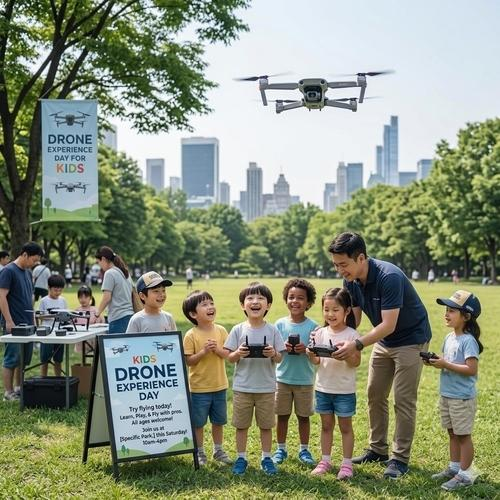 DRONE
EXPERIENCE
DAY FOR
KIDS
KIDS
DRONE
EXPERIENCE
DAY
Try flying today!
Learn, Play, & Fly with pros.
All ages welcome!
Join us at
[Specific Park,] this Saturday!
10am-4pm